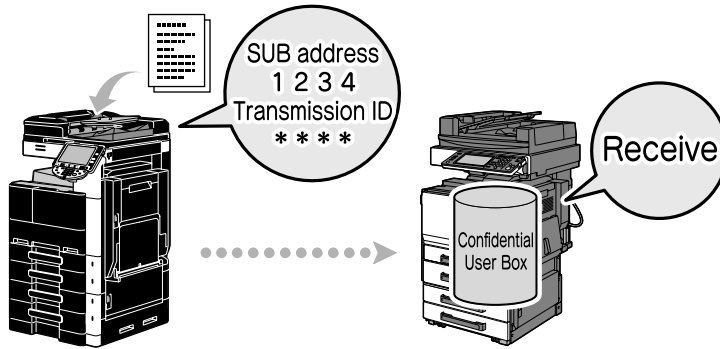 SUB address
1 2 3 4
Transmission ID
* * * *
Receive
Confidential
User Box